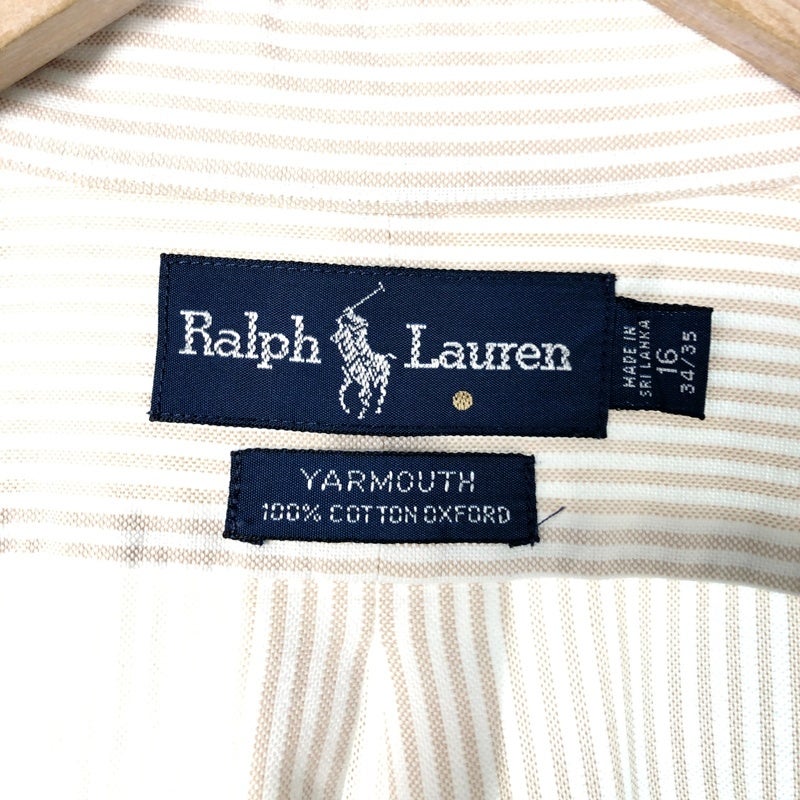 Ralph Lauren
MADE IN
SRI LANKA
16
34/35
YARMOUTH
100% COTTON OXFORD